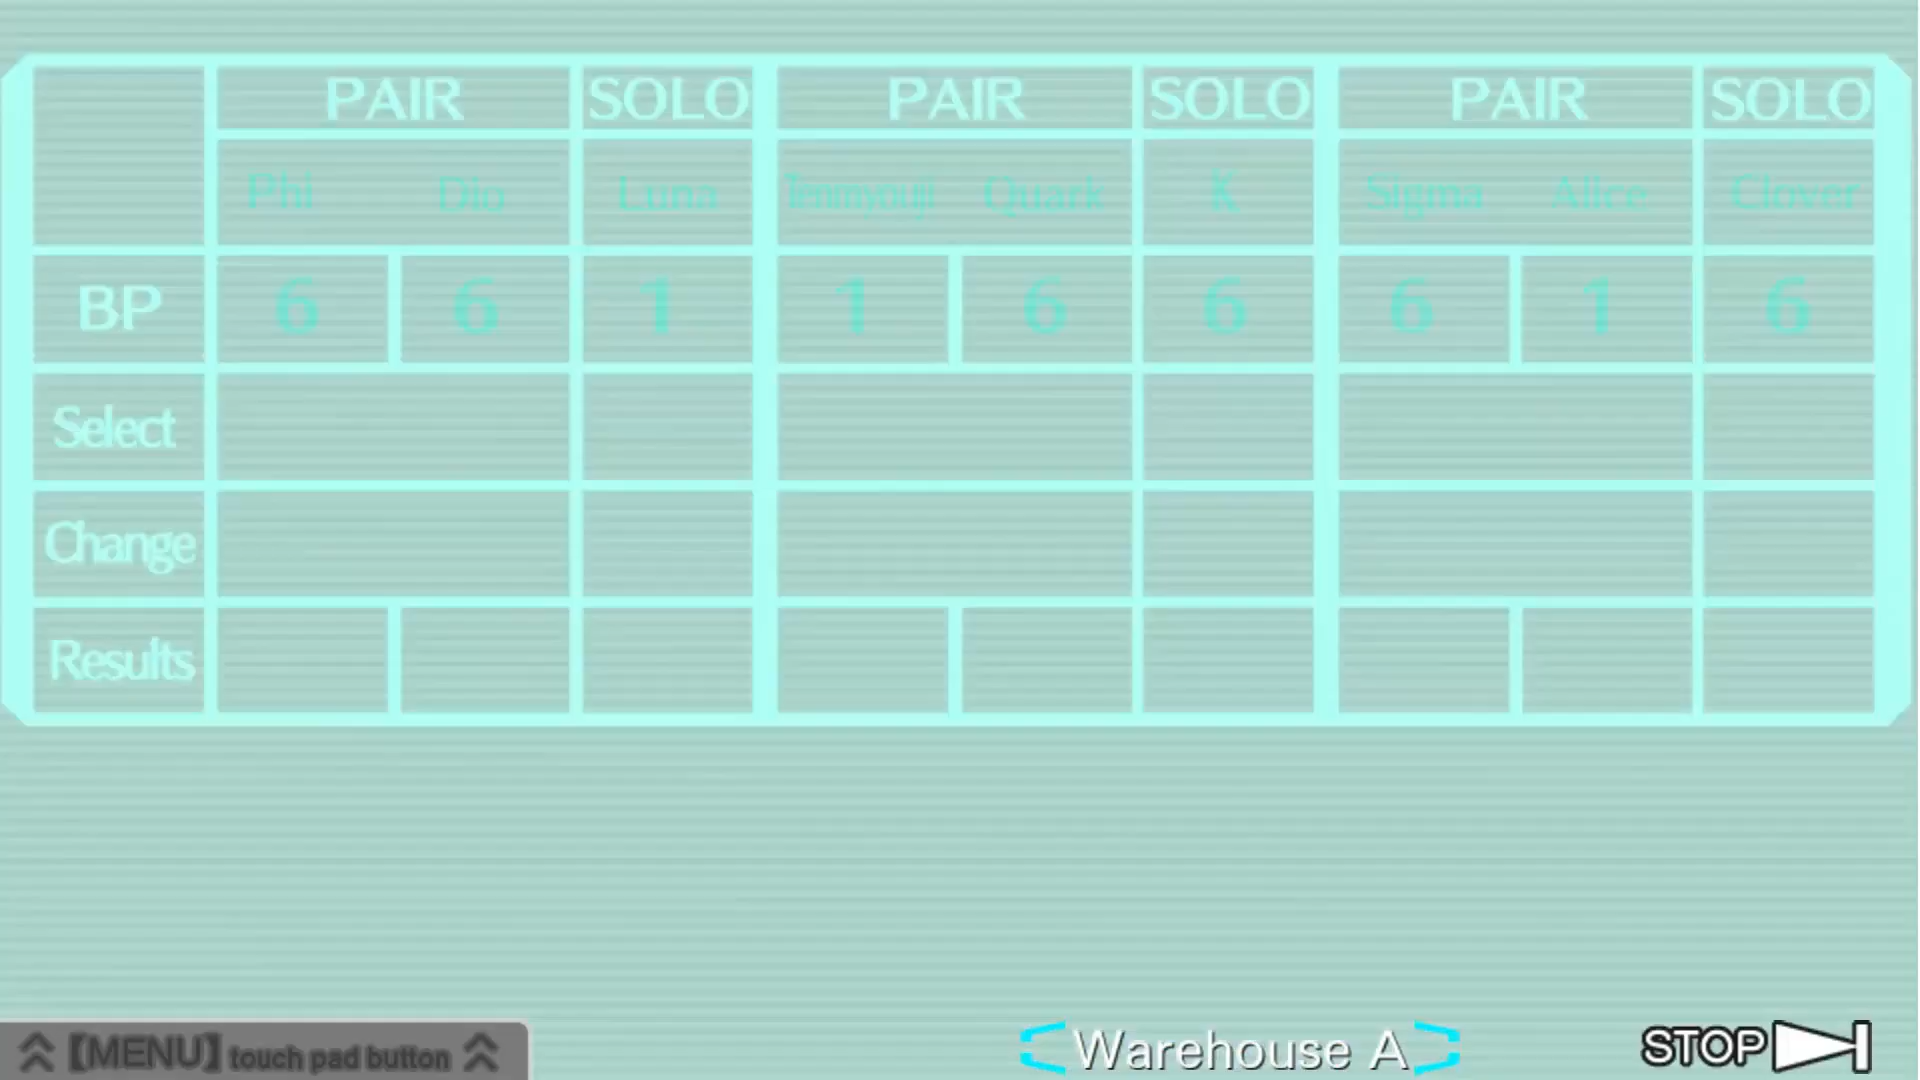 PAIR SOLO PAIR SOLO PAIR SOLO
Phi Dio Luna Tenmyouji Quark K Sigma Alice Clover
BP 6 6 1 1 6 6 6 1 6
Select
Change
Results
【MENU】touch pad button
Warehouse A
STOP